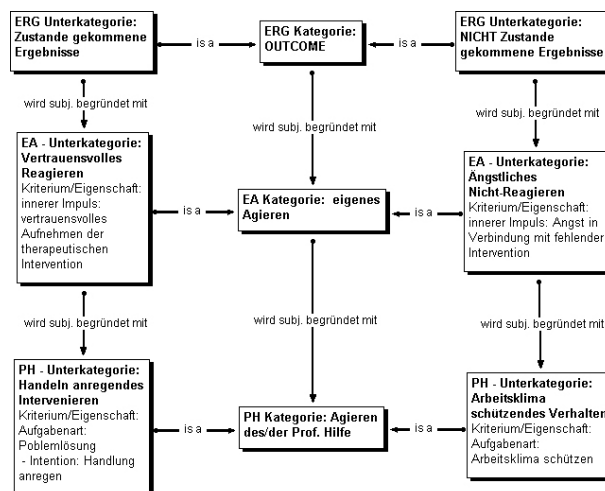 ERG Unterkategorie:
Zustande gekommene
Ergebnisse
is a
ERG Kategorie:
OUTCOME
is a
ERG Unterkategorie:
NICHT Zustande
gekommene Ergebnisse
wird subj. begründet mit
wird subj. begründet mit
wird subj. begründet mit
EA - Unterkategorie:
Vertrauensvolles
Reagieren
Kriterium/Eigenschaft:
innerer Impuls:
vertrauensvolles
Aufnehmen der
therapeutischen
Intervention
is a
EA Kategorie: eigenes
Agieren
is a
EA - Unterkategorie:
Ängstliches
Nicht-Reagieren
Kriterium/Eigenschaft:
innerer Impuls: Angst in
Verbindung mit fehlender
Intervention
wird subj. begründet mit
wird subj. begründet mit
wird subj. begründet mit
PH - Unterkategorie:
Handeln anregendes
Intervenieren
Kriterium/Eigenschaft:
Aufgabenart:
Poblemlösung
- Intention: Handlung
anregen
is a
PH Kategorie: Agieren
des/der Prof. Hilfe
is a
PH - Unterkategorie:
Arbeitsklima
schützendes Verhalten
Kriterium/Eigenschaft:
Aufgabenart:
Arbeitsklima schützen